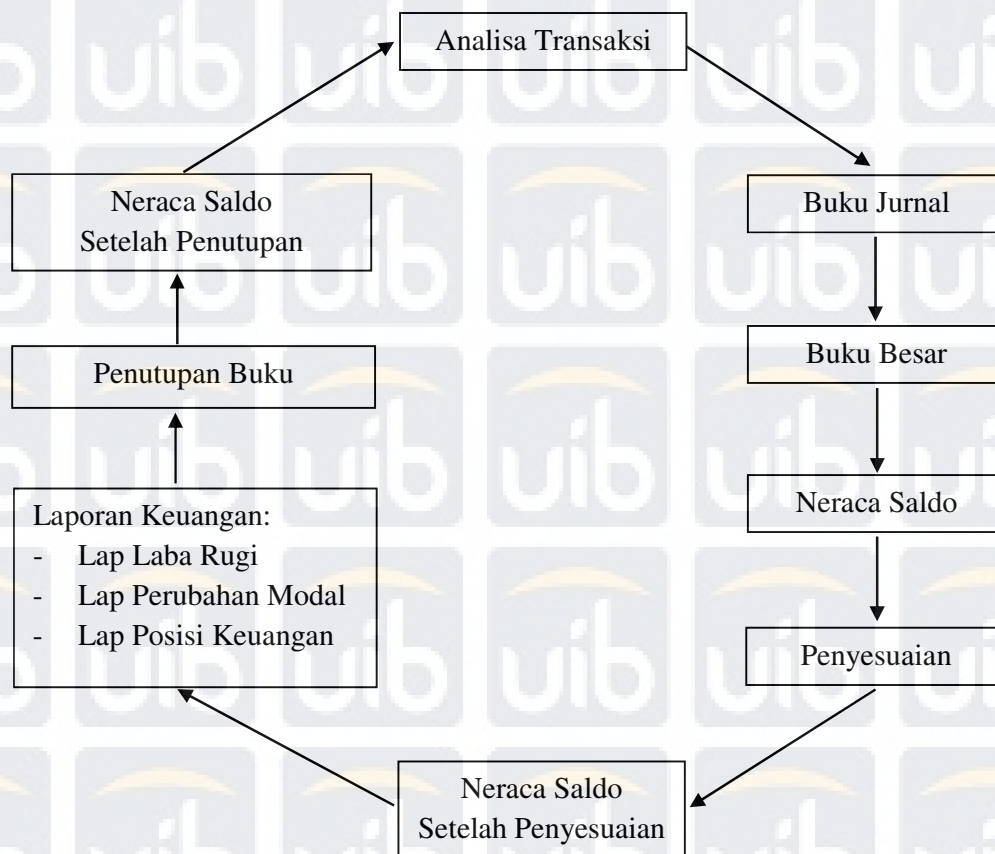 Analisa Transaksi
Buku Jurnal
Buku Besar
Neraca Saldo
Penyesuaian
Neraca Saldo
Setelah Penyesuaian
Laporan Keuangan:
- Lap Laba Rugi
- Lap Perubahan Modal
- Lap Posisi Keuangan
Penutupan Buku
Neraca Saldo
Setelah Penutupan
uib